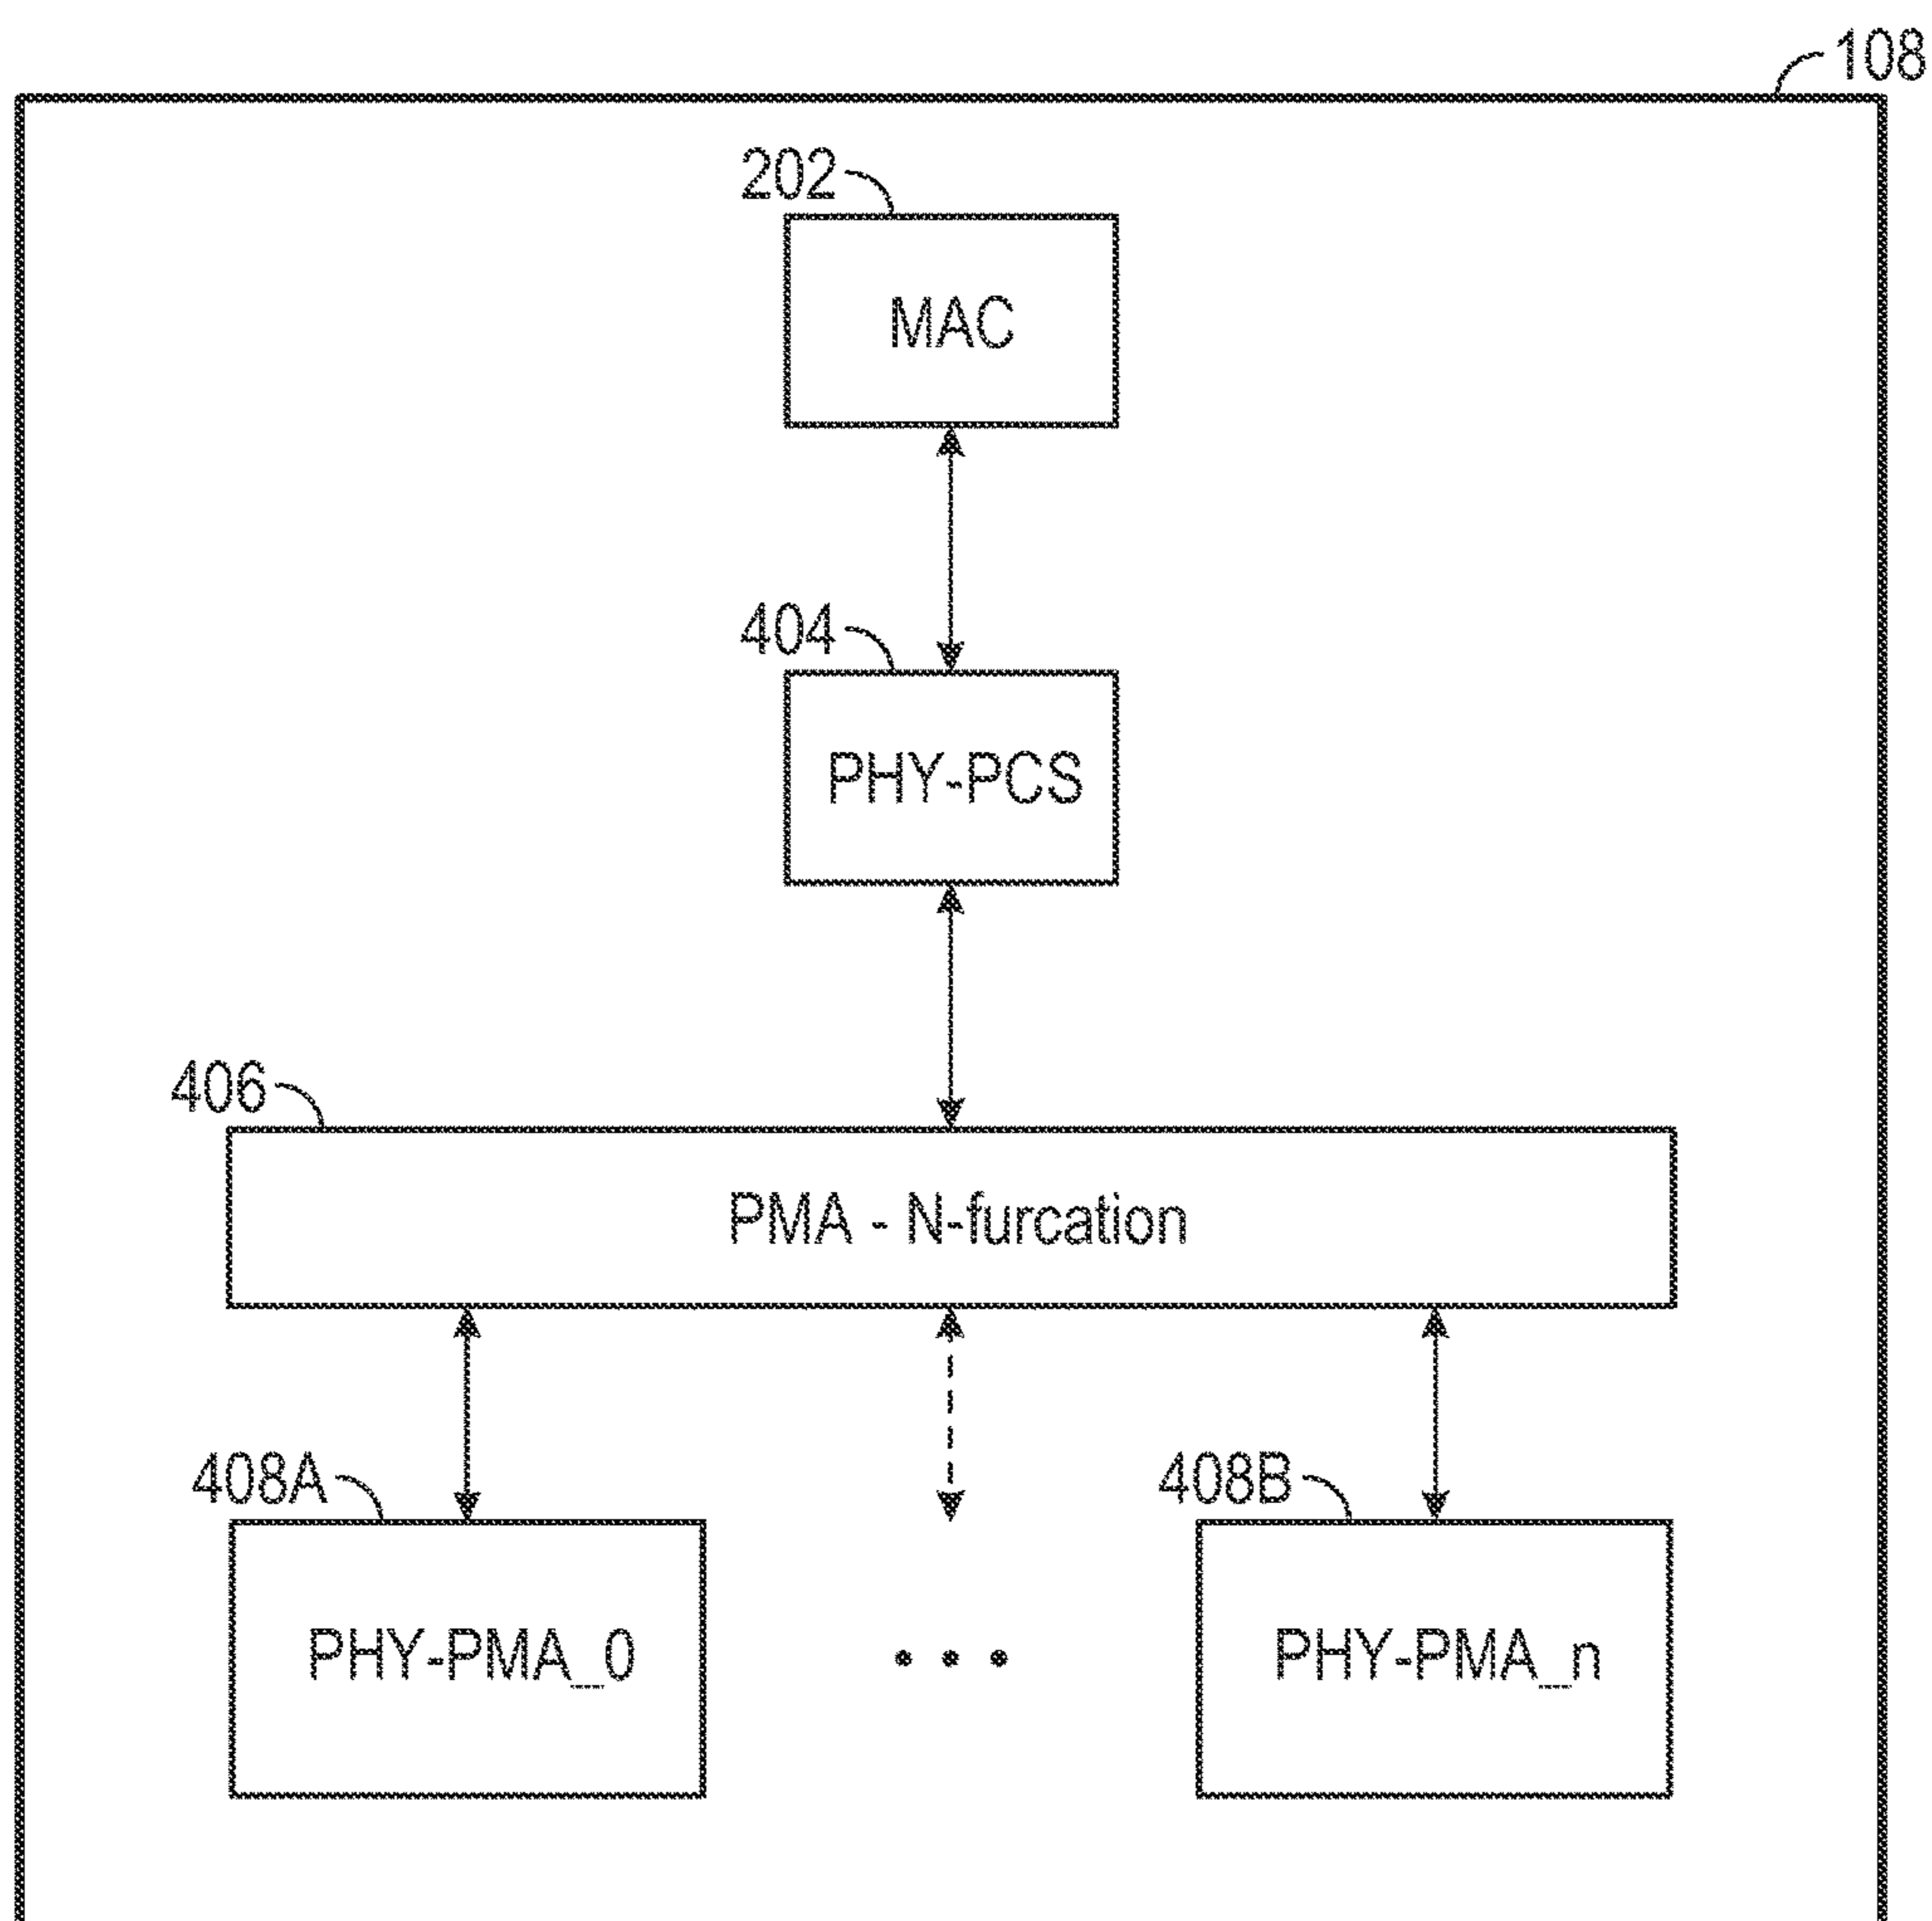 108
202
MAC
404
PHY-PCS
406
PMA - N-furcation
408A
408B
PHY-PMA_0
• • •
PHY-PMA_n